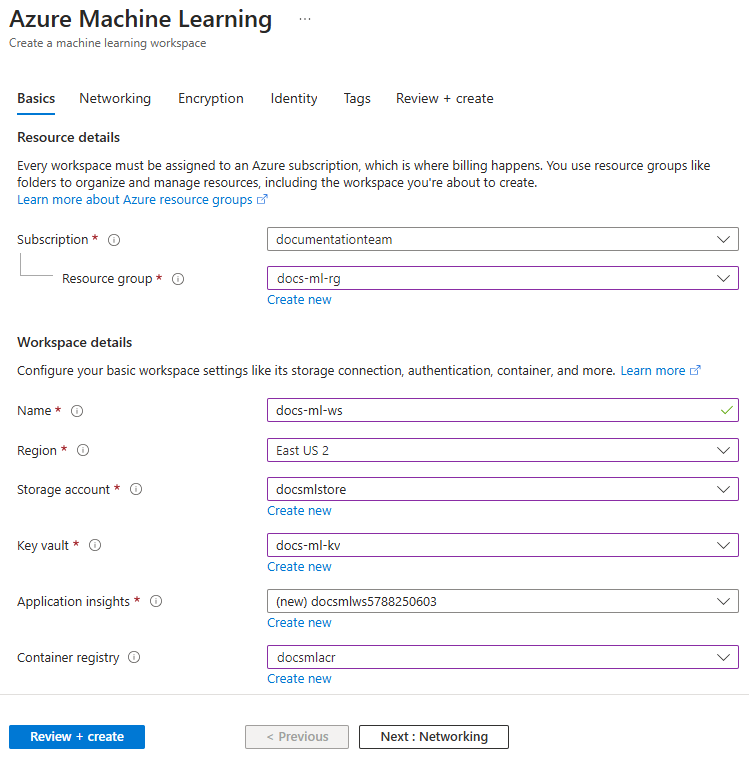 Azure Machine Learning ...
Create a machine learning workspace
Basics Networking Encryption Identity Tags Review + create
Resource details
Every workspace must be assigned to an Azure subscription, which is where billing happens. You use resource groups like
folders to organize and manage resources, including the workspace you're about to create.
Learn more about Azure resource groups
Subscription * documentationteam
Resource group * docs-ml-rg
Create new
Workspace details
Configure your basic workspace settings like its storage connection, authentication, container, and more. Learn more
Name * docs-ml-ws
Region * East US 2
Storage account * docsmlstore
Create new
Key vault * docs-ml-kv
Create new
Application insights * (new) docsmlws5788250603
Create new
Container registry docsmlacr
Create new
Review + create < Previous Next : Networking